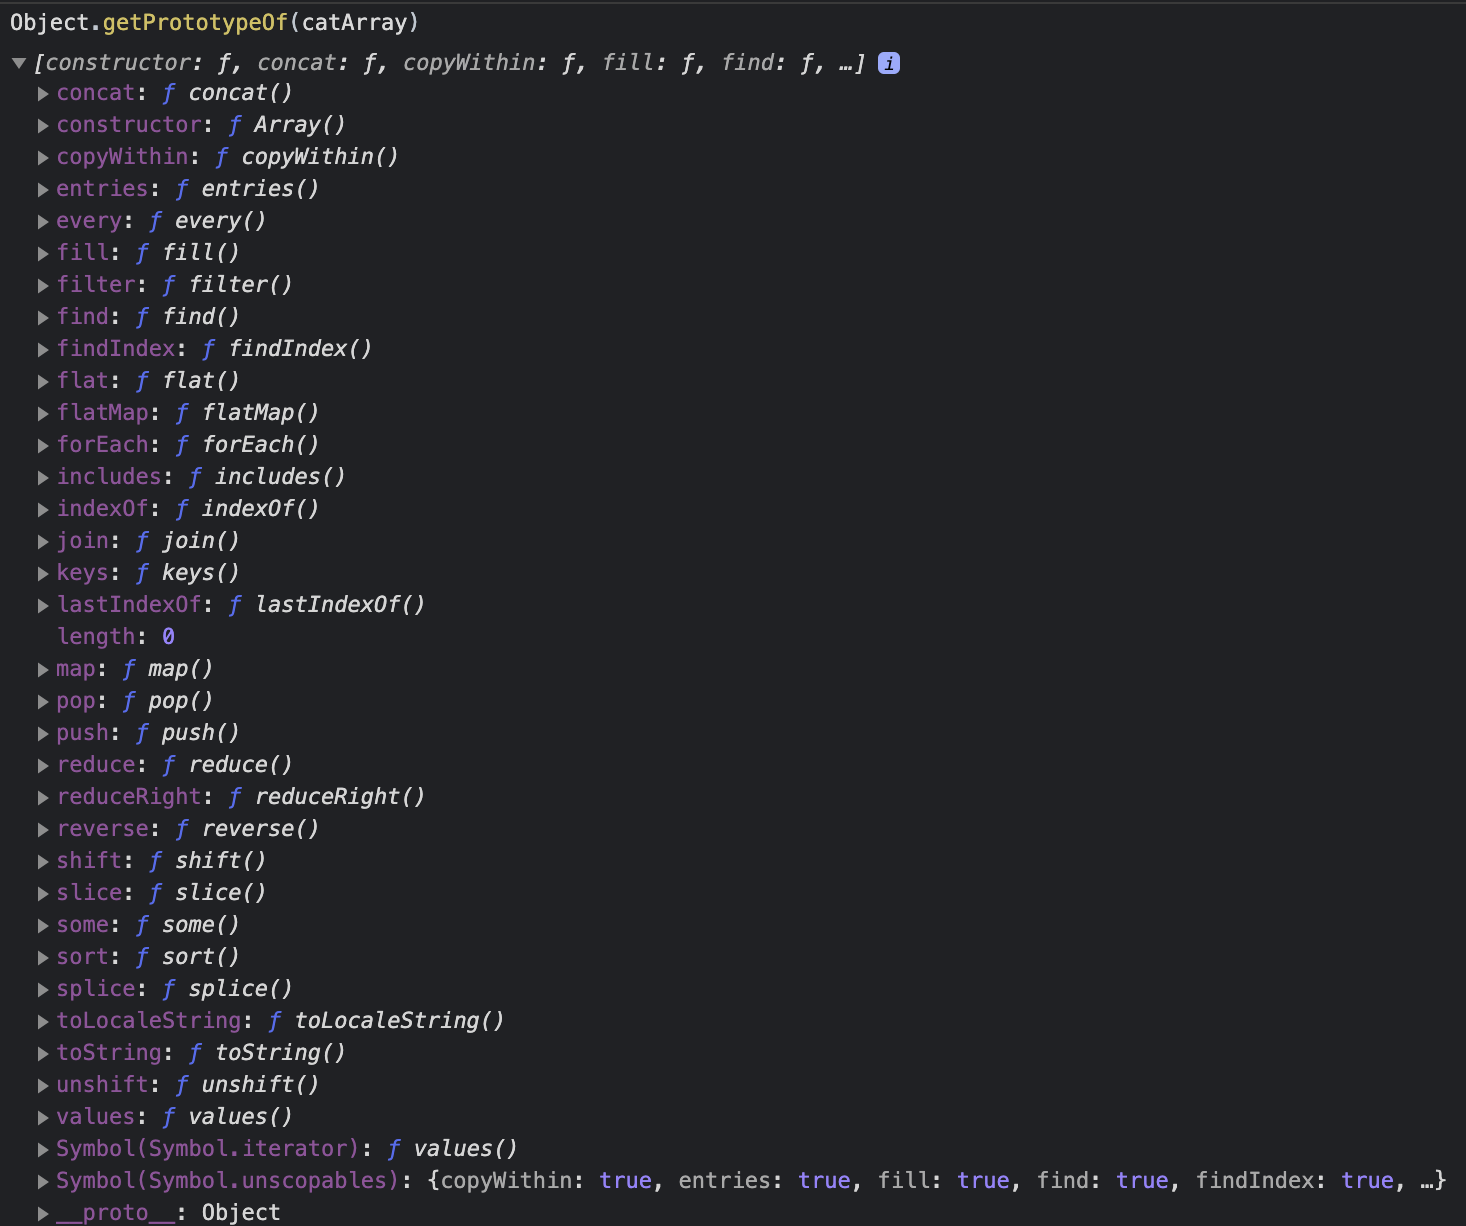 Object.getPrototypeOf(catArray)
▼[constructor: ƒ, concat: ƒ, copyWithin: ƒ, fill: ƒ, find: ƒ, …] i
▶concat: ƒ concat()
▶constructor: ƒ Array()
▶copyWithin: ƒ copyWithin()
▶entries: ƒ entries()
▶every: ƒ every()
▶fill: ƒ fill()
▶filter: ƒ filter()
▶find: ƒ find()
▶findIndex: ƒ findIndex()
▶flat: ƒ flat()
▶flatMap: ƒ flatMap()
▶forEach: ƒ forEach()
▶includes: ƒ includes()
▶indexOf: ƒ indexOf()
▶join: ƒ join()
▶keys: ƒ keys()
▶lastIndexOf: ƒ lastIndexOf()
length: 0
▶map: ƒ map()
▶pop: ƒ pop()
▶push: ƒ push()
▶reduce: ƒ reduce()
▶reduceRight: ƒ reduceRight()
▶reverse: ƒ reverse()
▶shift: ƒ shift()
▶slice: ƒ slice()
▶some: ƒ some()
▶sort: ƒ sort()
▶splice: ƒ splice()
▶toLocaleString: ƒ toLocaleString()
▶toString: ƒ toString()
▶unshift: ƒ unshift()
▶values: ƒ values()
▶Symbol(Symbol.iterator): ƒ values()
▶Symbol(Symbol.unscopables): {copyWithin: true, entries: true, fill: true, find: true, findIndex: true, …}
▶__proto__: Object